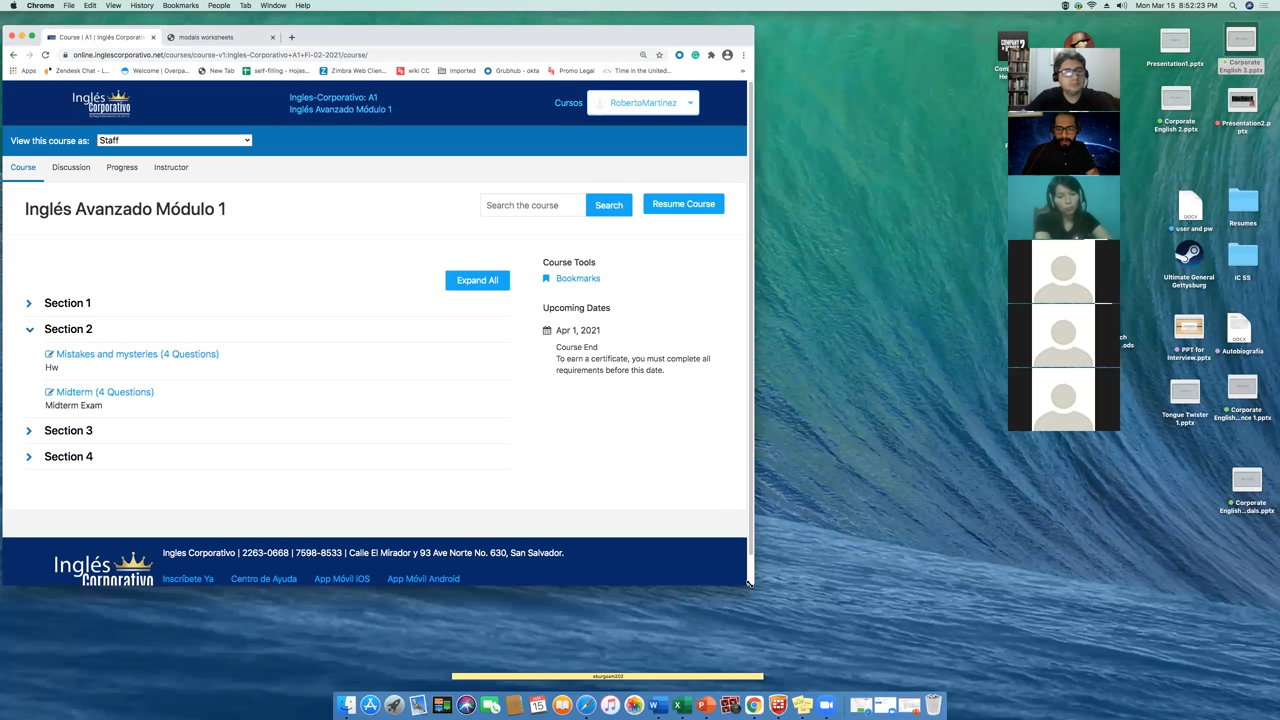 Chrome File Edit View History Bookmarks People Tab Window Help
Mon Mar 15 8:52:23 PM
Course | A1 | Inglés Corporativ
modals worksheets
online.inglescorporativo.net/courses/course-v1:Ingles-Corporativo+A1+FI-02-2021/course/
Apps Zendesk Chat - L... Welcome | Overpa... New Tab self-filling - Hojas... Zimbra Web Clien... wiki CC Imported Grubhub - okta Promo Legal Time in the United...
Inglés
Corporativo
Ingles-Corporativo: A1
Inglés Avanzado Módulo 1
Cursos
RobertoMartinez
View this course as: Staff
Course Discussion Progress Instructor
Inglés Avanzado Módulo 1
Search the course
Search
Resume Course
Expand All
Section 1
Section 2
Mistakes and mysteries (4 Questions)
Hw
Midterm (4 Questions)
Midterm Exam
Section 3
Section 4
Course Tools
Bookmarks
Upcoming Dates
Apr 1, 2021
Course End
To earn a certificate, you must complete all
requirements before this date.
Inglés
Corporativo
Ingles Corporativo | 2263-0668 | 7598-8533 | Calle El Mirador y 93 Ave Norte No. 630, San Salvador.
Inscríbete Ya Centro de Ayuda App Móvil iOS App Móvil Android
Presentation1.pptx
Corporate
English 3.pptx
Corporate
English 2.pptx
Presentation2.p
ptx
user and pw
Resumes
Ultimate General
Gettysburg
IC SS
ch
.ods
PPT for
Interview.pptx
Autobiografia
Tongue Twister
1.pptx
Corporate
English...nce 1.pptx
Corporate
English...dals.pptx
15